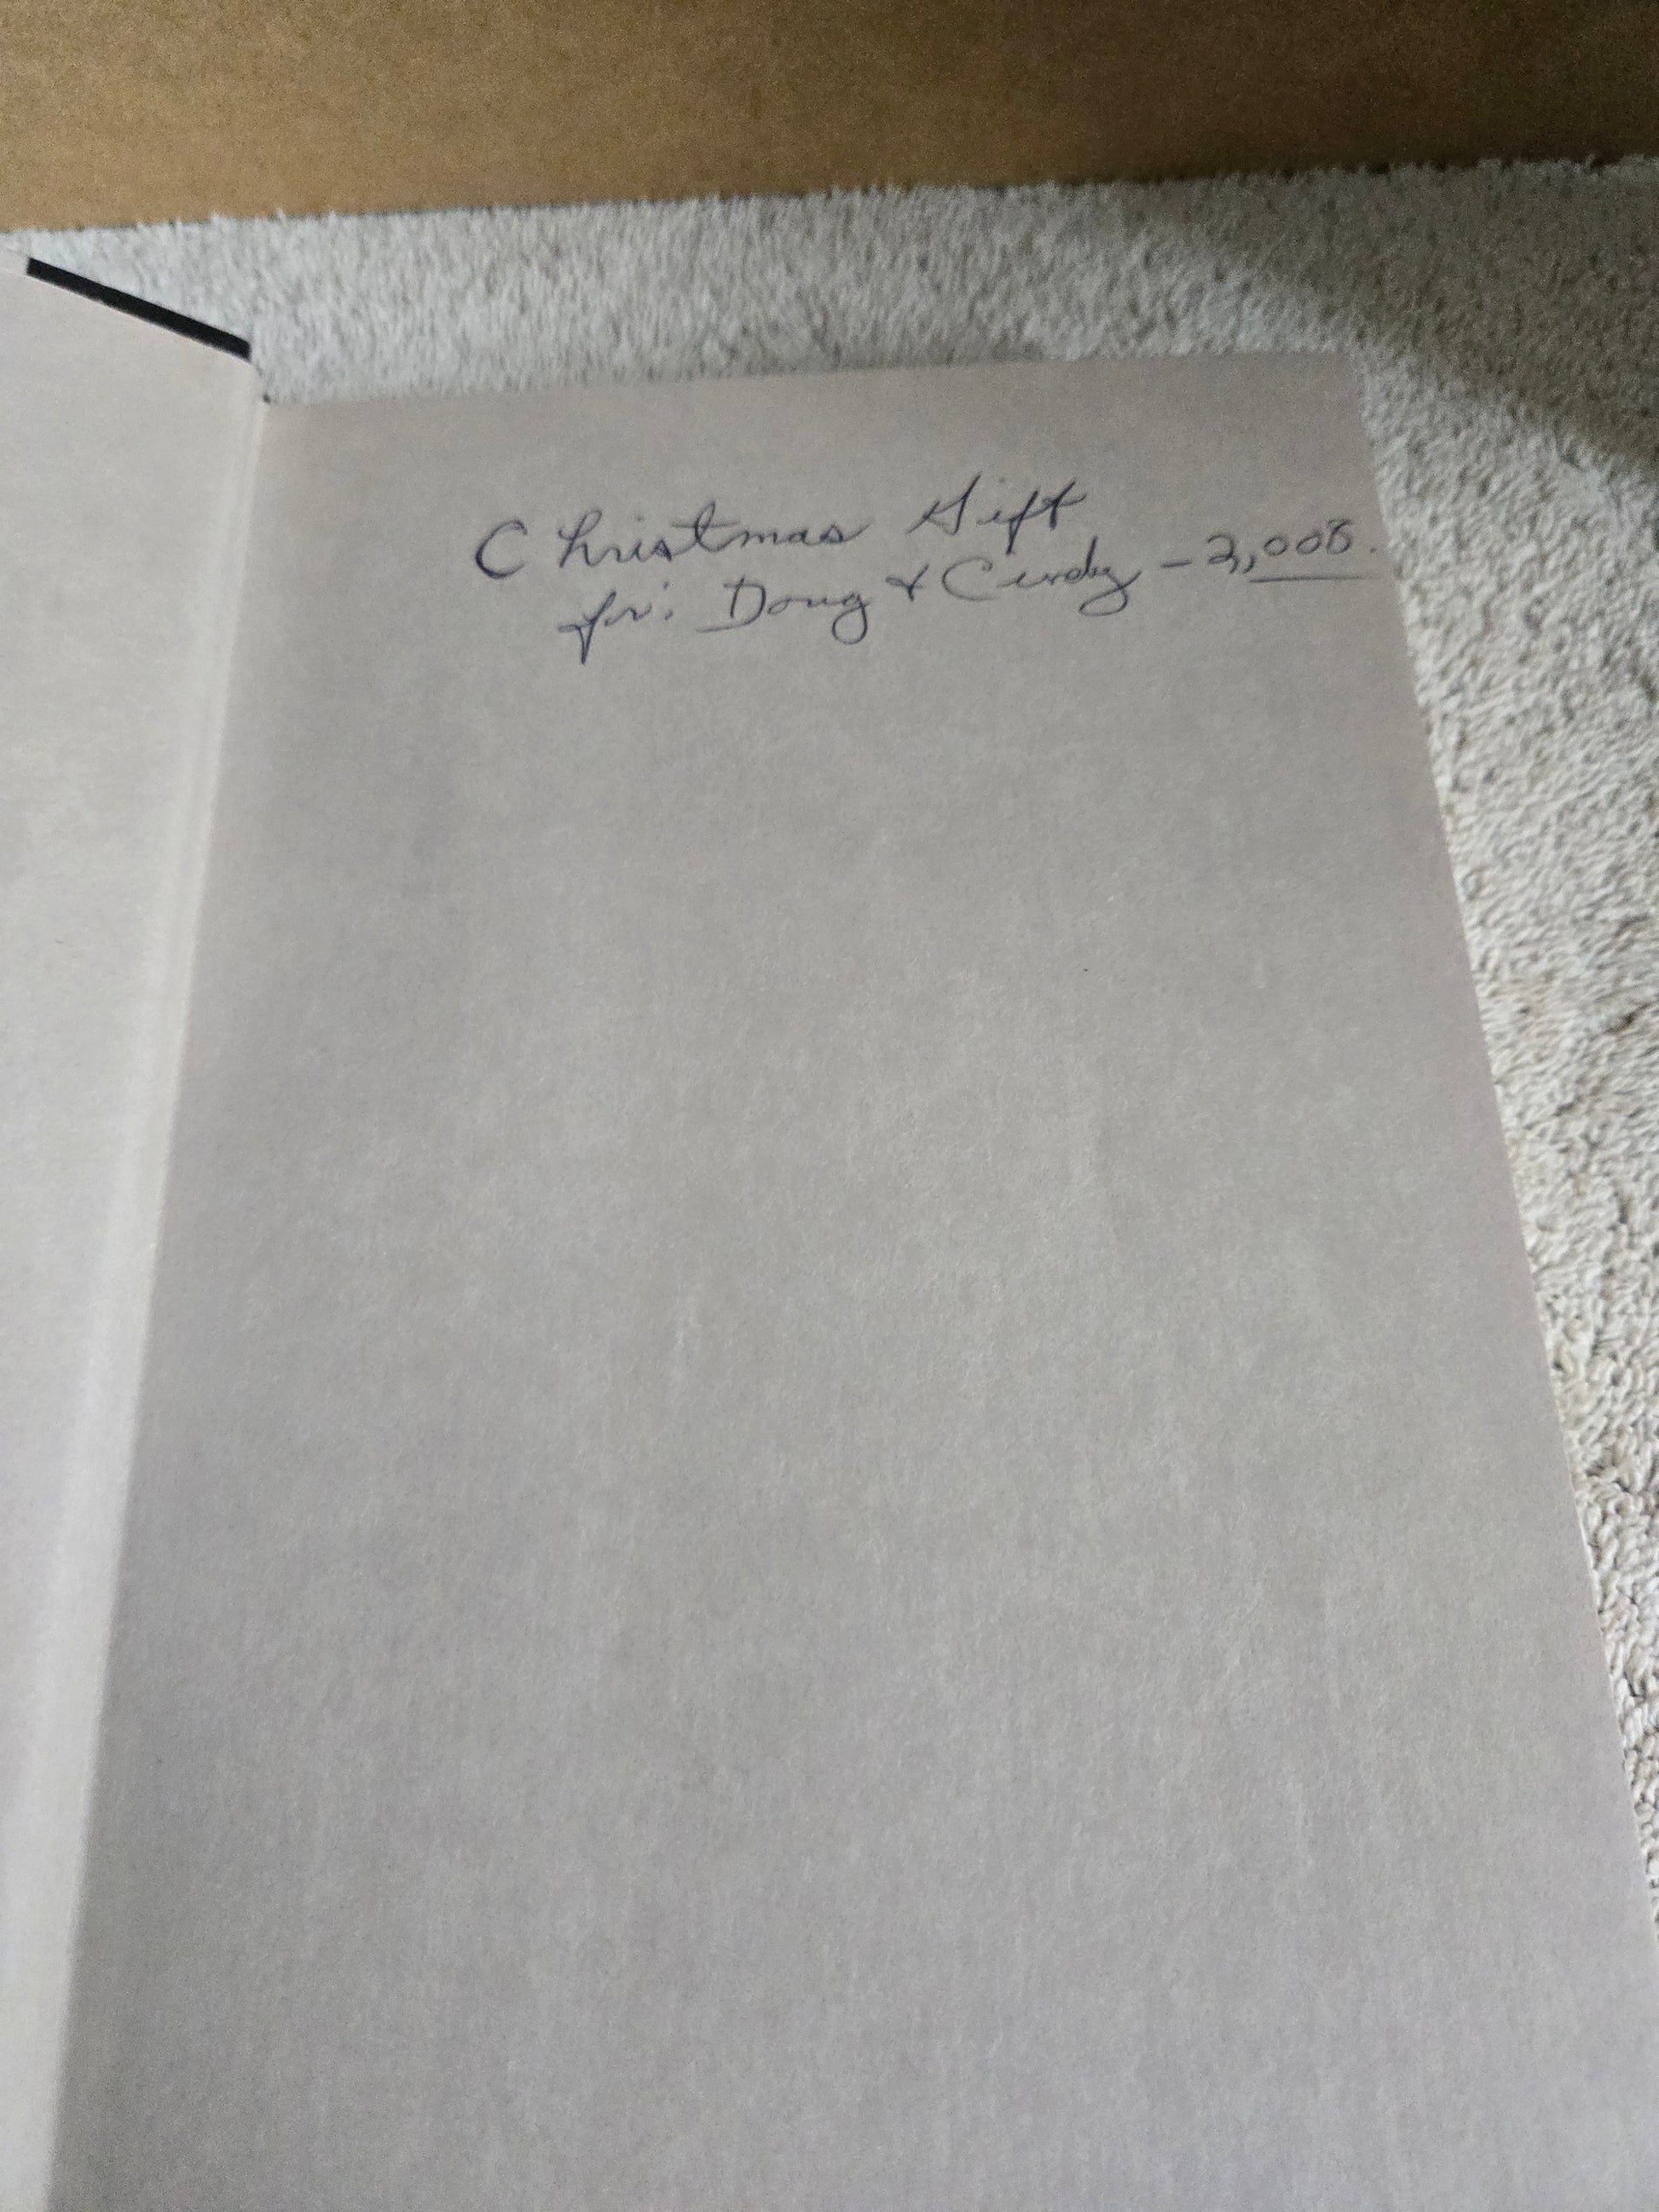 Christmas Gift
fr: Doug & Cindy - 2,008.